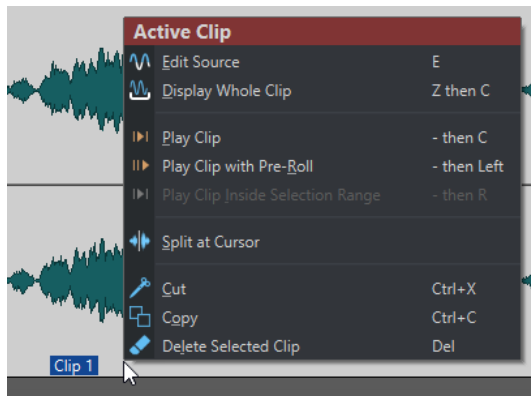 Active Clip
Edit Source E
Display Whole Clip Z then C
Play Clip - then C
Play Clip with Pre-Roll - then Left
Play Clip Inside Selection Range - then R
Split at Cursor
Cut Ctrl+X
Copy Ctrl+C
Delete Selected Clip Del
Clip 1